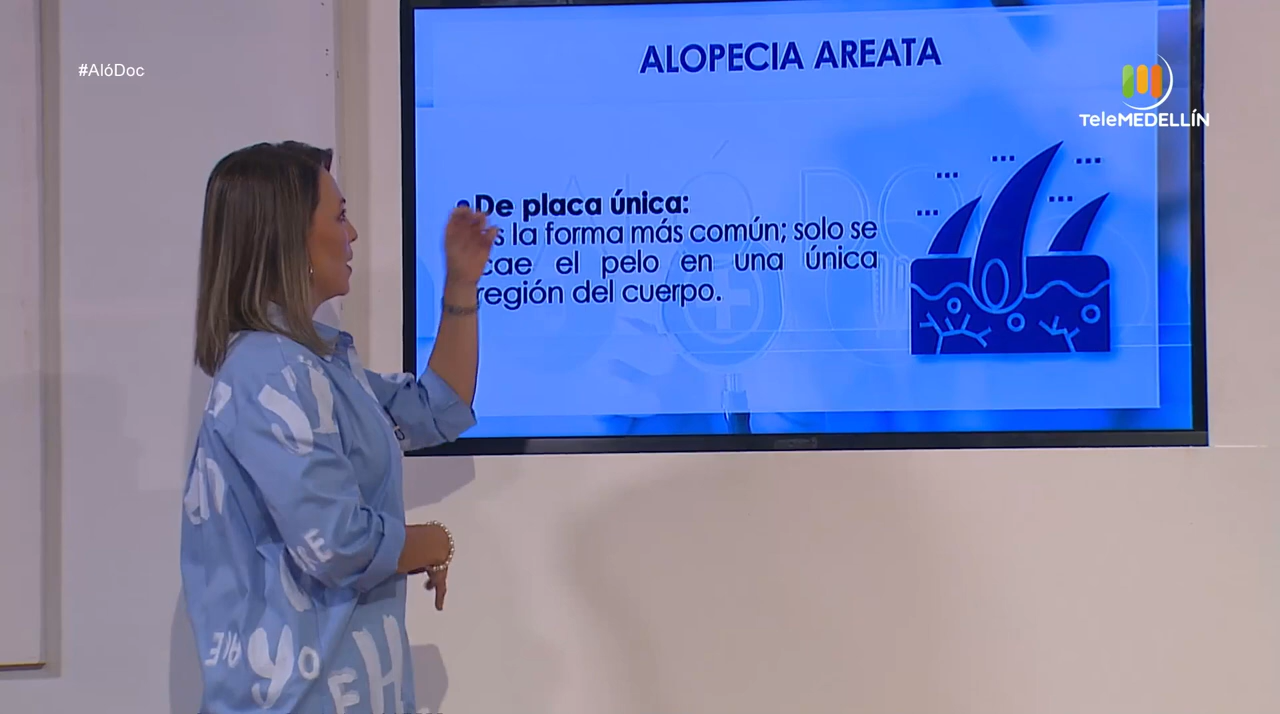 #AlóDoc
ALOPECIA AREATA
TeleMEDELLÍN
•De placa única:
s la forma más común; solo se
cae el pelo en una única
región del cuerpo.